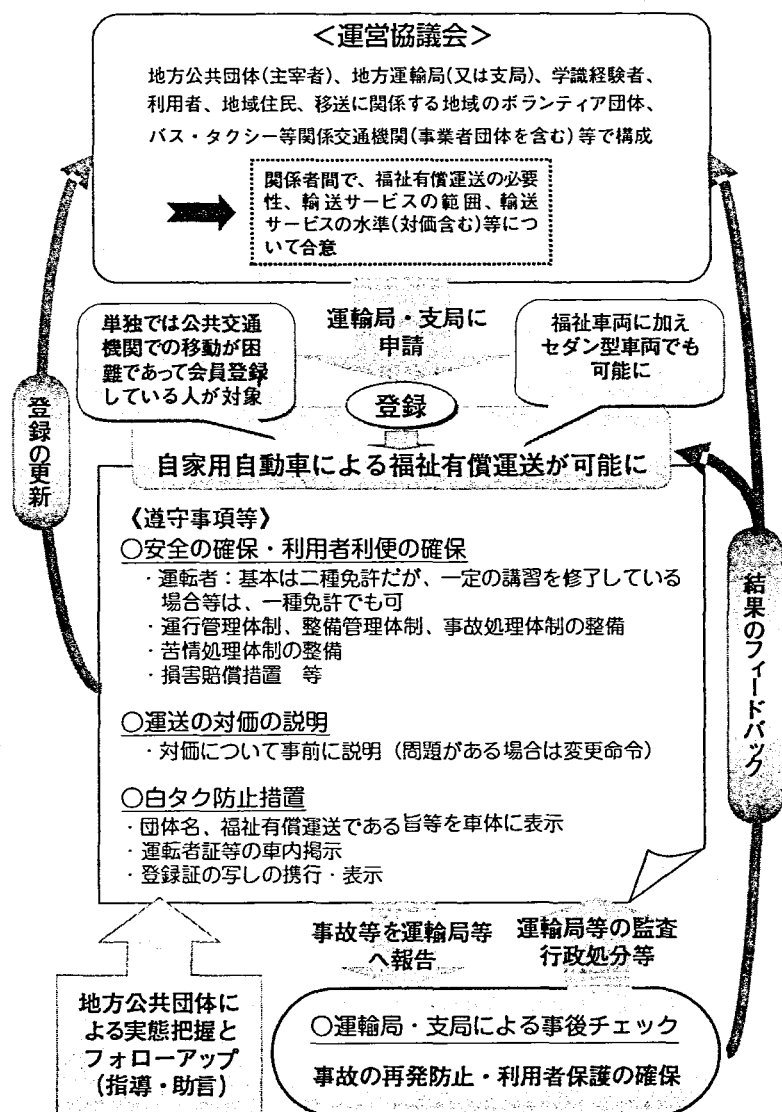 ＜運営協議会＞
地方公共団体(主宰者)、地方運輸局(又は支局)、学識経験者、
利用者、地域住民、移送に関係する地域のボランティア団体、
バス・タクシー等関係交通機関(事業者団体を含む)等で構成
関係者間で、福祉有償運送の必要
性、輸送サービスの範囲、輸送
サービスの水準(対価含む)等につ
いて合意
運輸局・支局に
申請
単独では公共交通
機関での移動が困
難であって会員登録
している人が対象
福祉車両に加え
セダン型車両でも
可能に
登録
登録の更新
自家用自動車による福祉有償運送が可能に
《遵守事項等》
○安全の確保・利用者利便の確保
・運転者：基本は二種免許だが、一定の講習を修了している
場合等は、一種免許でも可
・運行管理体制、整備管理体制、事故処理体制の整備
・苦情処理体制の整備
・損害賠償措置　等
○運送の対価の説明
・対価について事前に説明（問題がある場合は変更命令）
○白タク防止措置
・団体名、福祉有償運送である旨等を車体に表示
・運転者証等の車内掲示
・登録証の写しの携行・表示
結果のフィードバック
事故等を運輸局等
へ報告
運輸局等の監査
行政処分等
地方公共団体に
よる実態把握と
フォローアップ
(指導・助言)
○運輸局・支局による事後チェック
事故の再発防止・利用者保護の確保